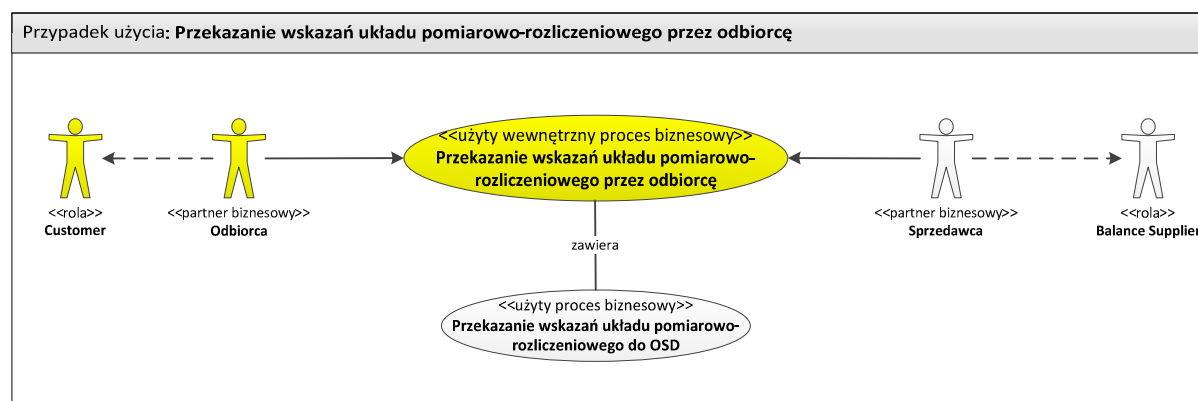 Przypadek użycia: Przekazanie wskazań układu pomiarowo-rozliczeniowego przez odbiorcę
<<użyty wewnętrzny proces biznesowy>>
Przekazanie wskazań układu pomiarowo-
rozliczeniowego przez odbiorcę
<<rola>>
Customer
<<partner biznesowy>>
Odbiorca
<<partner biznesowy>>
Sprzedawca
<<rola>>
Balance Supplier
zawiera
<<użyty proces biznesowy>>
Przekazanie wskazań układu pomiarowo-
rozliczeniowego do OSD